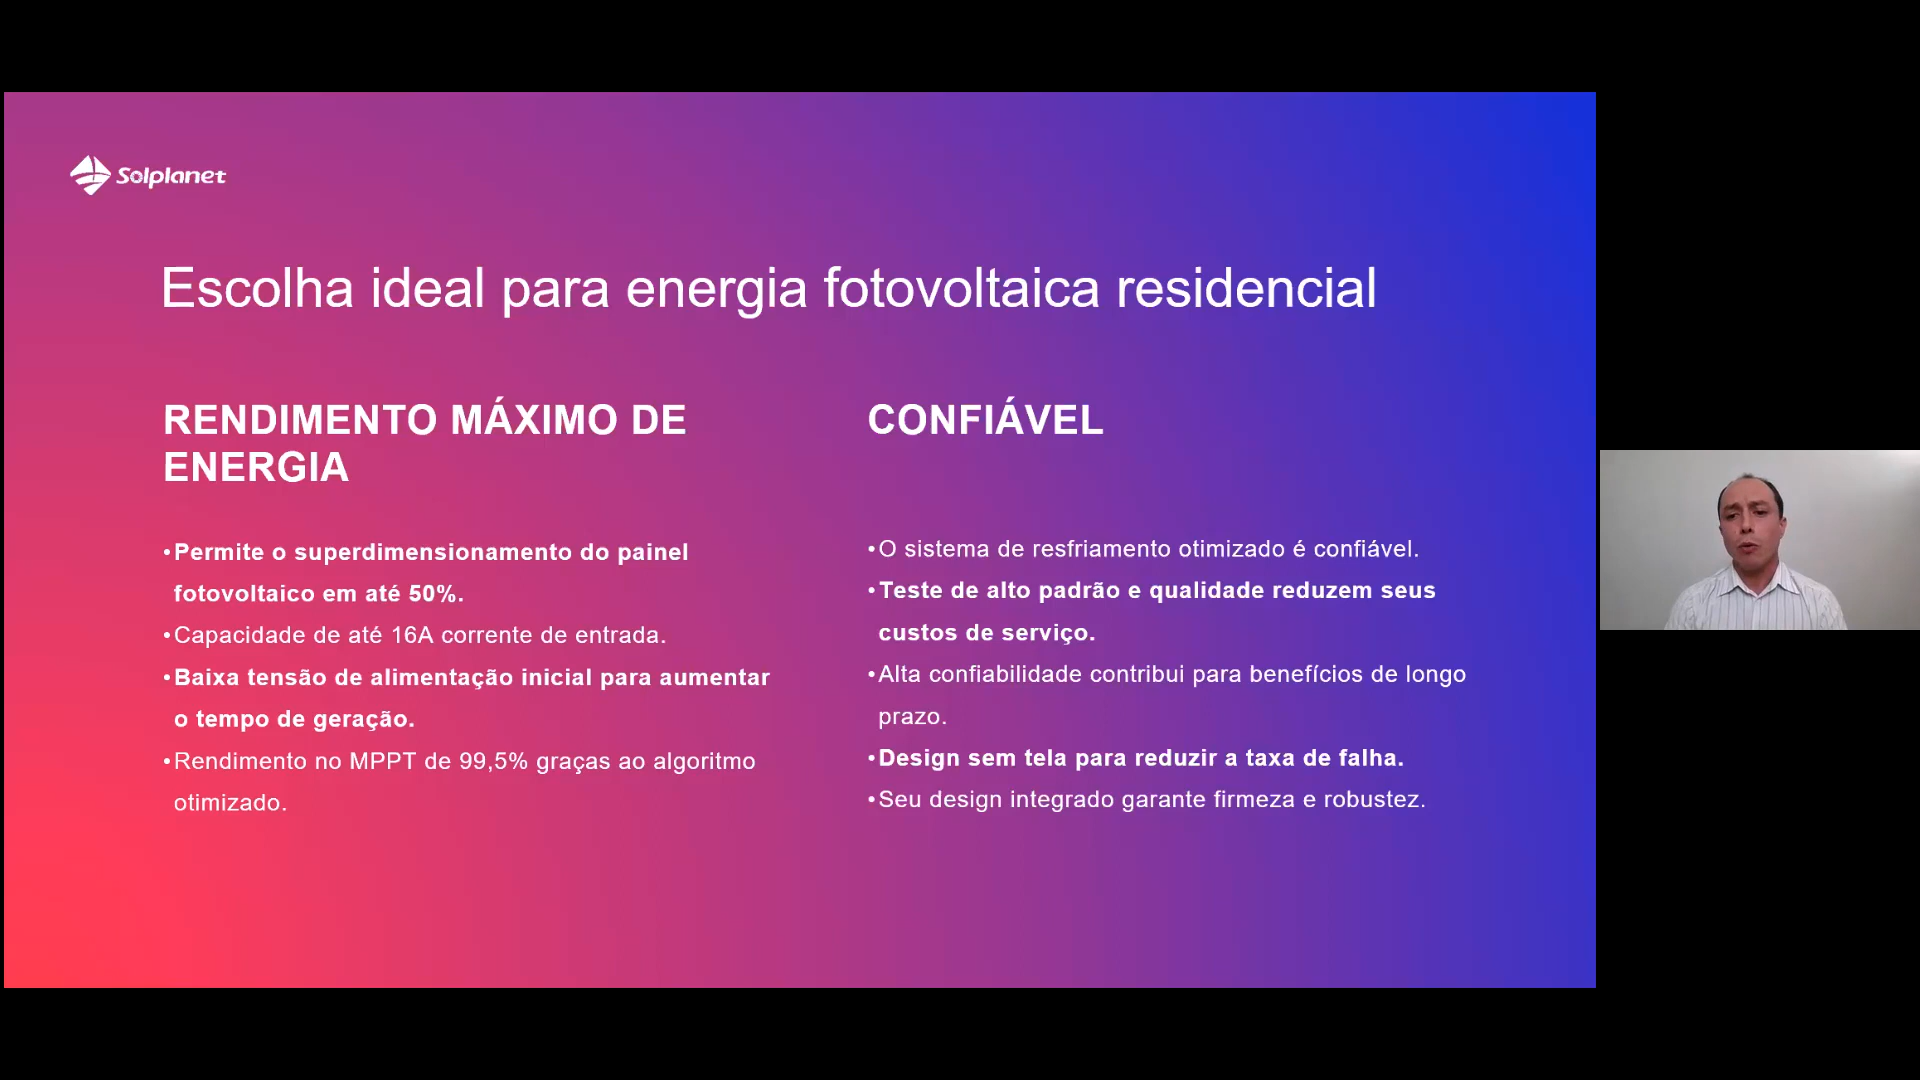 Solplanet
Escolha ideal para energia fotovoltaica residencial
RENDIMENTO MÁXIMO DE
ENERGIA
•Permite o superdimensionamento do painel
fotovoltaico em até 50%.
•Capacidade de até 16A corrente de entrada.
•Baixa tensão de alimentação inicial para aumentar
o tempo de geração.
•Rendimento no MPPT de 99,5% graças ao algoritmo
otimizado.
CONFIÁVEL
•O sistema de resfriamento otimizado é confiável.
•Teste de alto padrão e qualidade reduzem seus
custos de serviço.
•Alta confiabilidade contribui para benefícios de longo
prazo.
•Design sem tela para reduzir a taxa de falha.
•Seu design integrado garante firmeza e robustez.